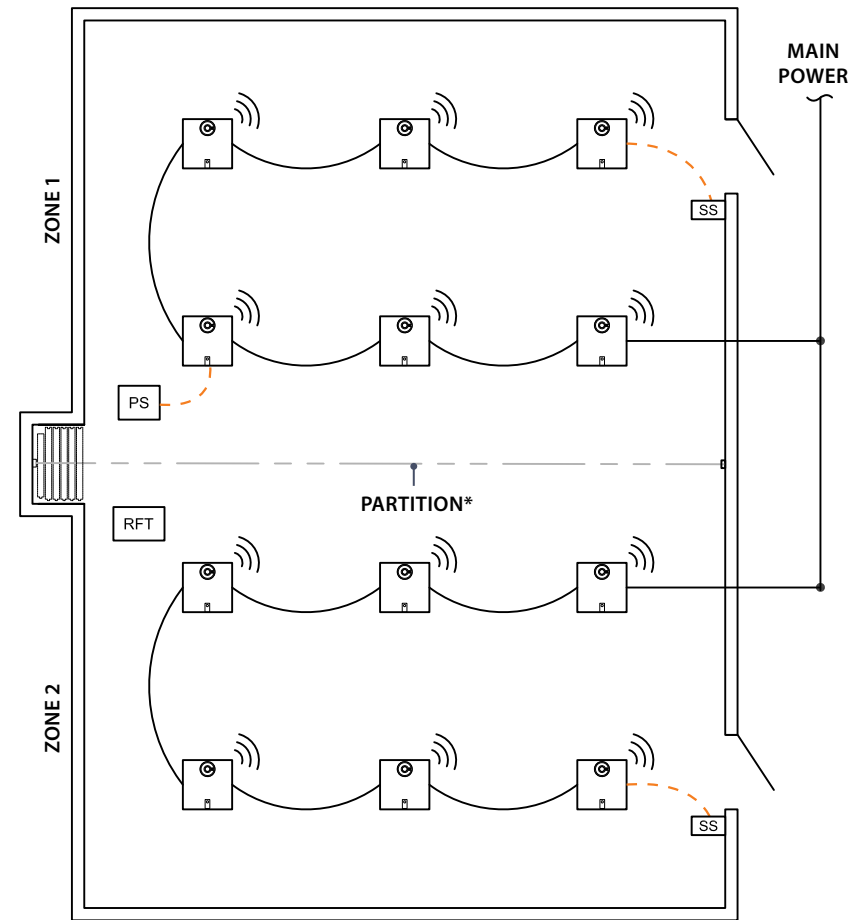 MAIN
POWER
ZONE 1
SS
PS
PARTITION*
RFT
ZONE 2
SS